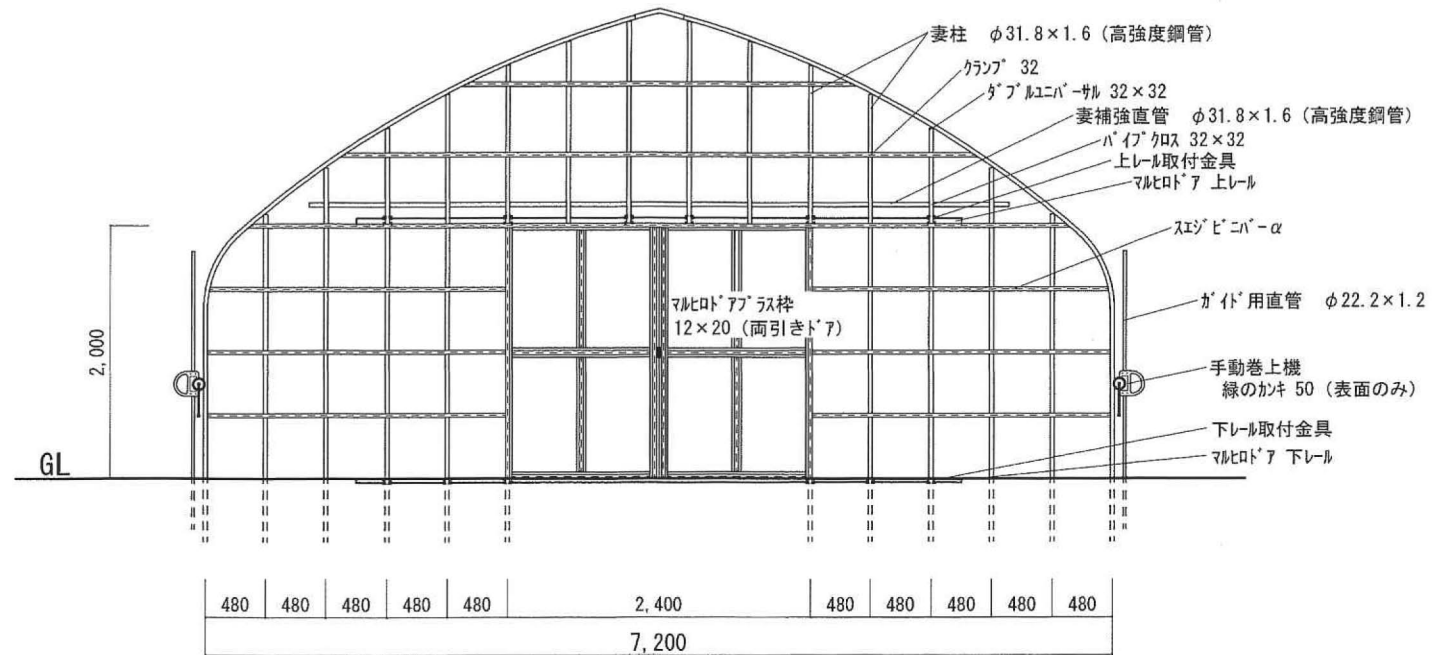 妻柱 φ31.8×1.6 (高強度鋼管)
クランプ 32
ダブルユニバーサル 32×32
妻補強直管 φ31.8×1.6 (高強度鋼管)
パイプクロス 32×32
上レール取付金具
マルヒロドア 上レール
スエジビニバーα
マルヒロドアプラス枠
12×20 (両引きドア)
ガイド用直管 φ22.2×1.2
2,000
手動巻上機
緑のカンキ 50 (表面のみ)
下レール取付金具
マルヒロドア 下レール
GL
480 480 480 480 480 2,400 480 480 480 480 480
7,200